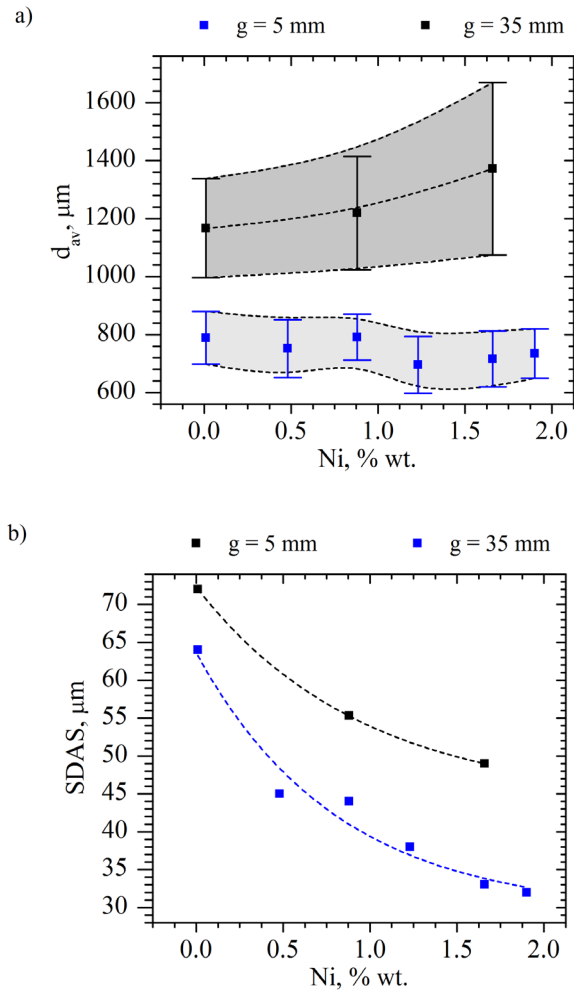 a)
g = 5 mm g = 35 mm
1600
1400
1200
1000
800
600
d_av, μm
0.0 0.5 1.0 1.5 2.0
Ni, % wt.
b)
g = 5 mm g = 35 mm
70
65
60
55
50
45
40
35
30
SDAS, μm
0.0 0.5 1.0 1.5 2.0
Ni, % wt.